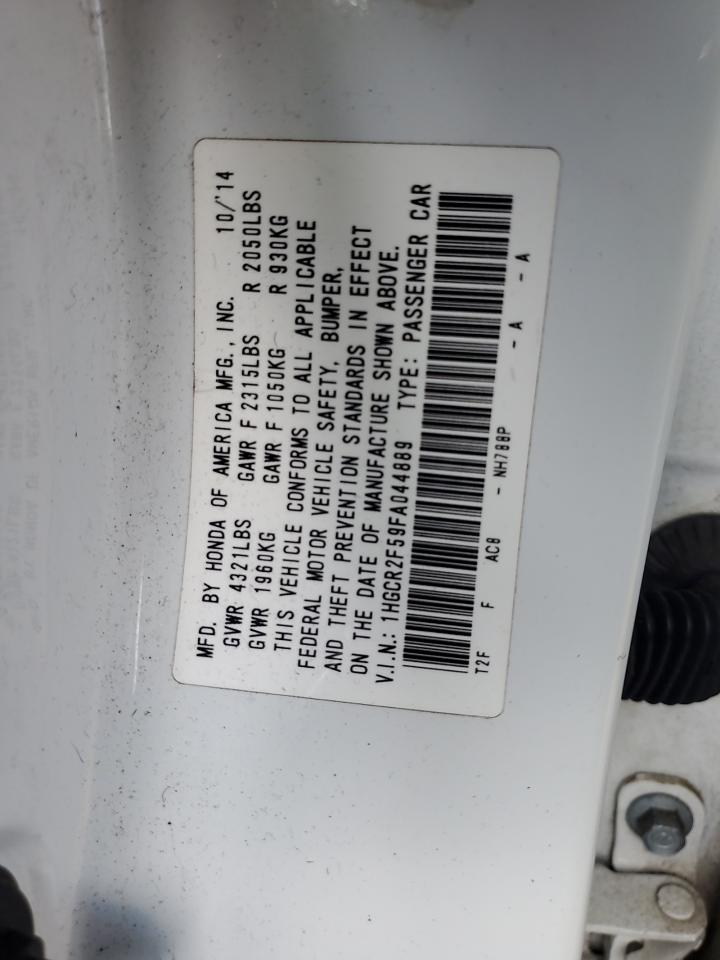 MFD. BY HONDA OF AMERICA MFG., INC. 10/'14
GVWR 4321LBS GAWR F 2315LBS R 2050LBS
GVWR 1960KG GAWR F 1050KG R 930KG
THIS VEHICLE CONFORMS TO ALL APPLICABLE
FEDERAL MOTOR VEHICLE SAFETY, BUMPER,
AND THEFT PREVENTION STANDARDS IN EFFECT
ON THE DATE OF MANUFACTURE SHOWN ABOVE.
V.I.N.: 1HGCR2F59FA044889 TYPE: PASSENGER CAR
T2F F AC8 - NH788P - A - A